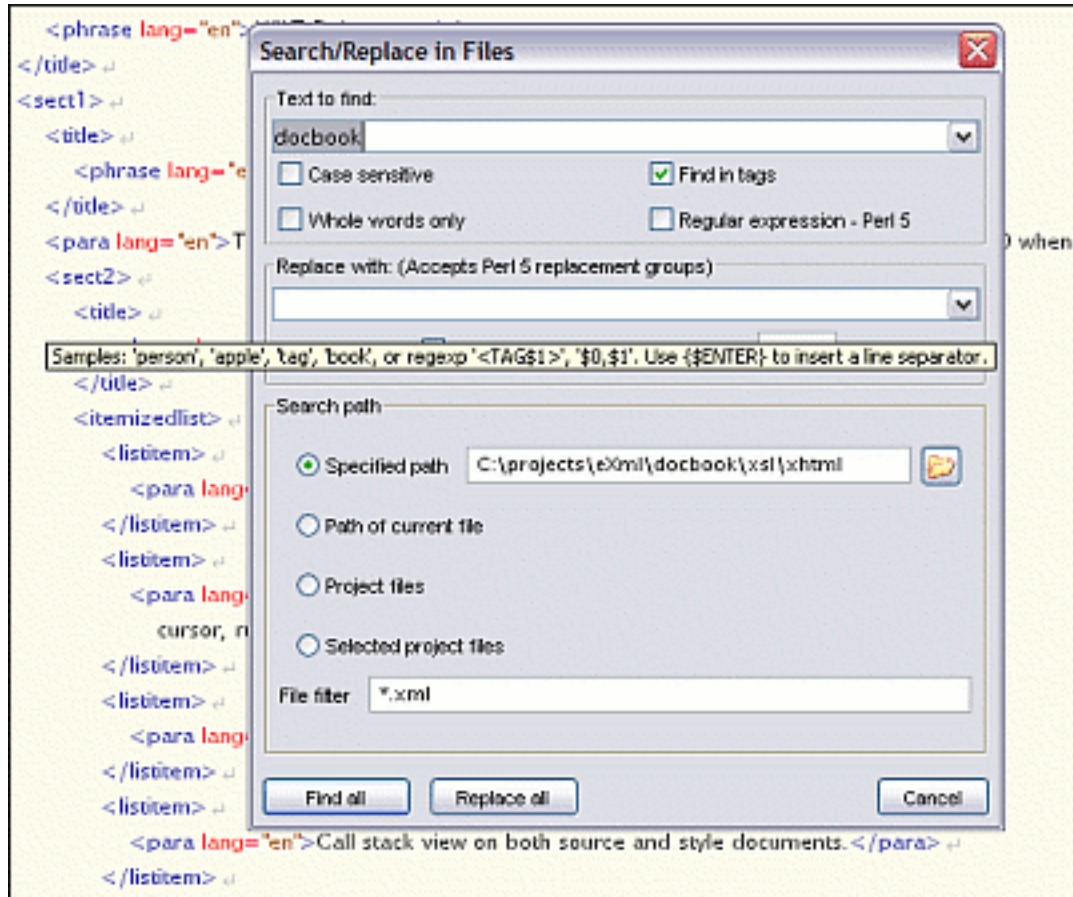 <phrase lang="en">
Search/Replace in Files
</title>
<sect1>
Text to find:
<title>
docbook
<phrase lang="e
Case sensitive
Find in tags
</title>
Whole words only
Regular expression - Perl 5
<para lang="en">T
when
Replace with: (Accepts Perl 5 replacement groups)
<sect2>
<title>
Samples: 'person', 'apple', 'tag', 'book', or regexp '<TAG$1>', '$0,$1'. Use {$ENTER} to insert a line separator.
</title>
Search path
<itemizedlist>
<listitem>
Specified path
C:\projects\eXml\docbook\xsl\xhtml
<para lang
</listitem>
Path of current file
<listitem>
Project files
<para lang
cursor, r
Selected project files
</listitem>
<listitem>
File filter
*.xml
<para lang
</listitem>
<listitem>
Find all
Replace all
Cancel
<para lang="en">Call stack view on both source and style documents.</para>
</listitem>